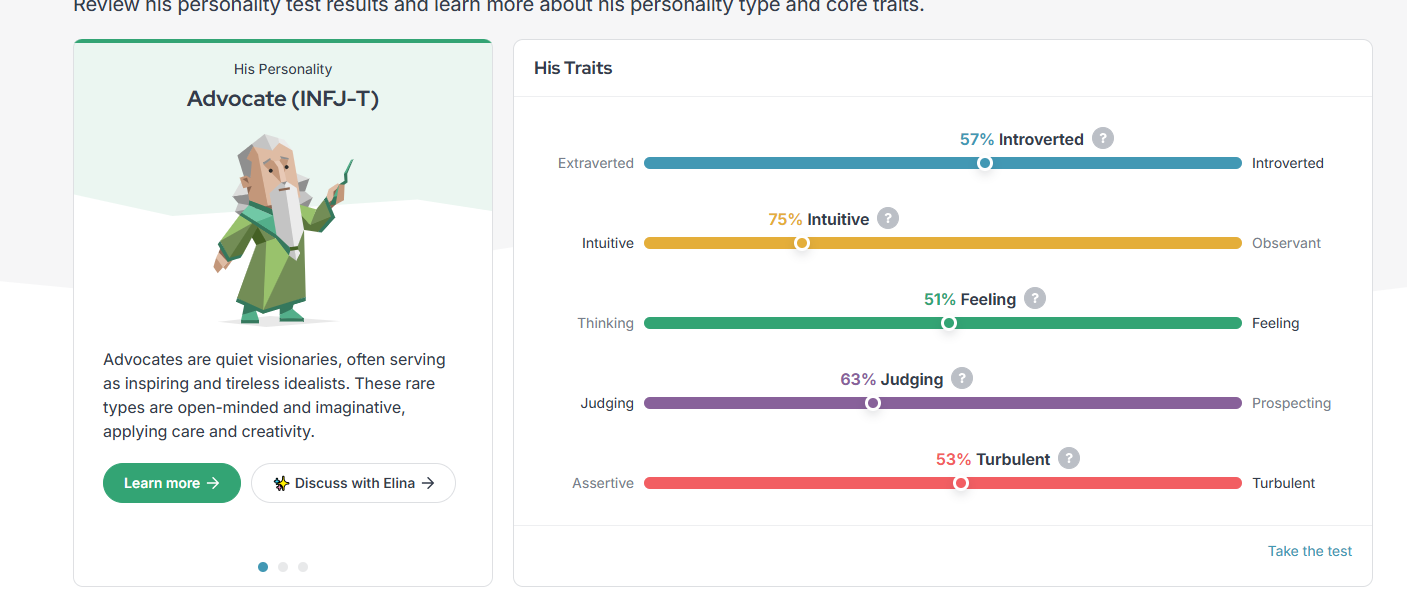 Review his personality test results and learn more about his personality type and core traits.
His Personality
Advocate (INFJ-T)
Advocates are quiet visionaries, often serving
as inspiring and tireless idealists. These rare
types are open-minded and imaginative,
applying care and creativity.
Learn more →
Discuss with Elina →
His Traits
57% Introverted ?
Extraverted Introverted
75% Intuitive ?
Intuitive Observant
51% Feeling ?
Thinking Feeling
63% Judging ?
Judging Prospecting
53% Turbulent ?
Assertive Turbulent
Take the test